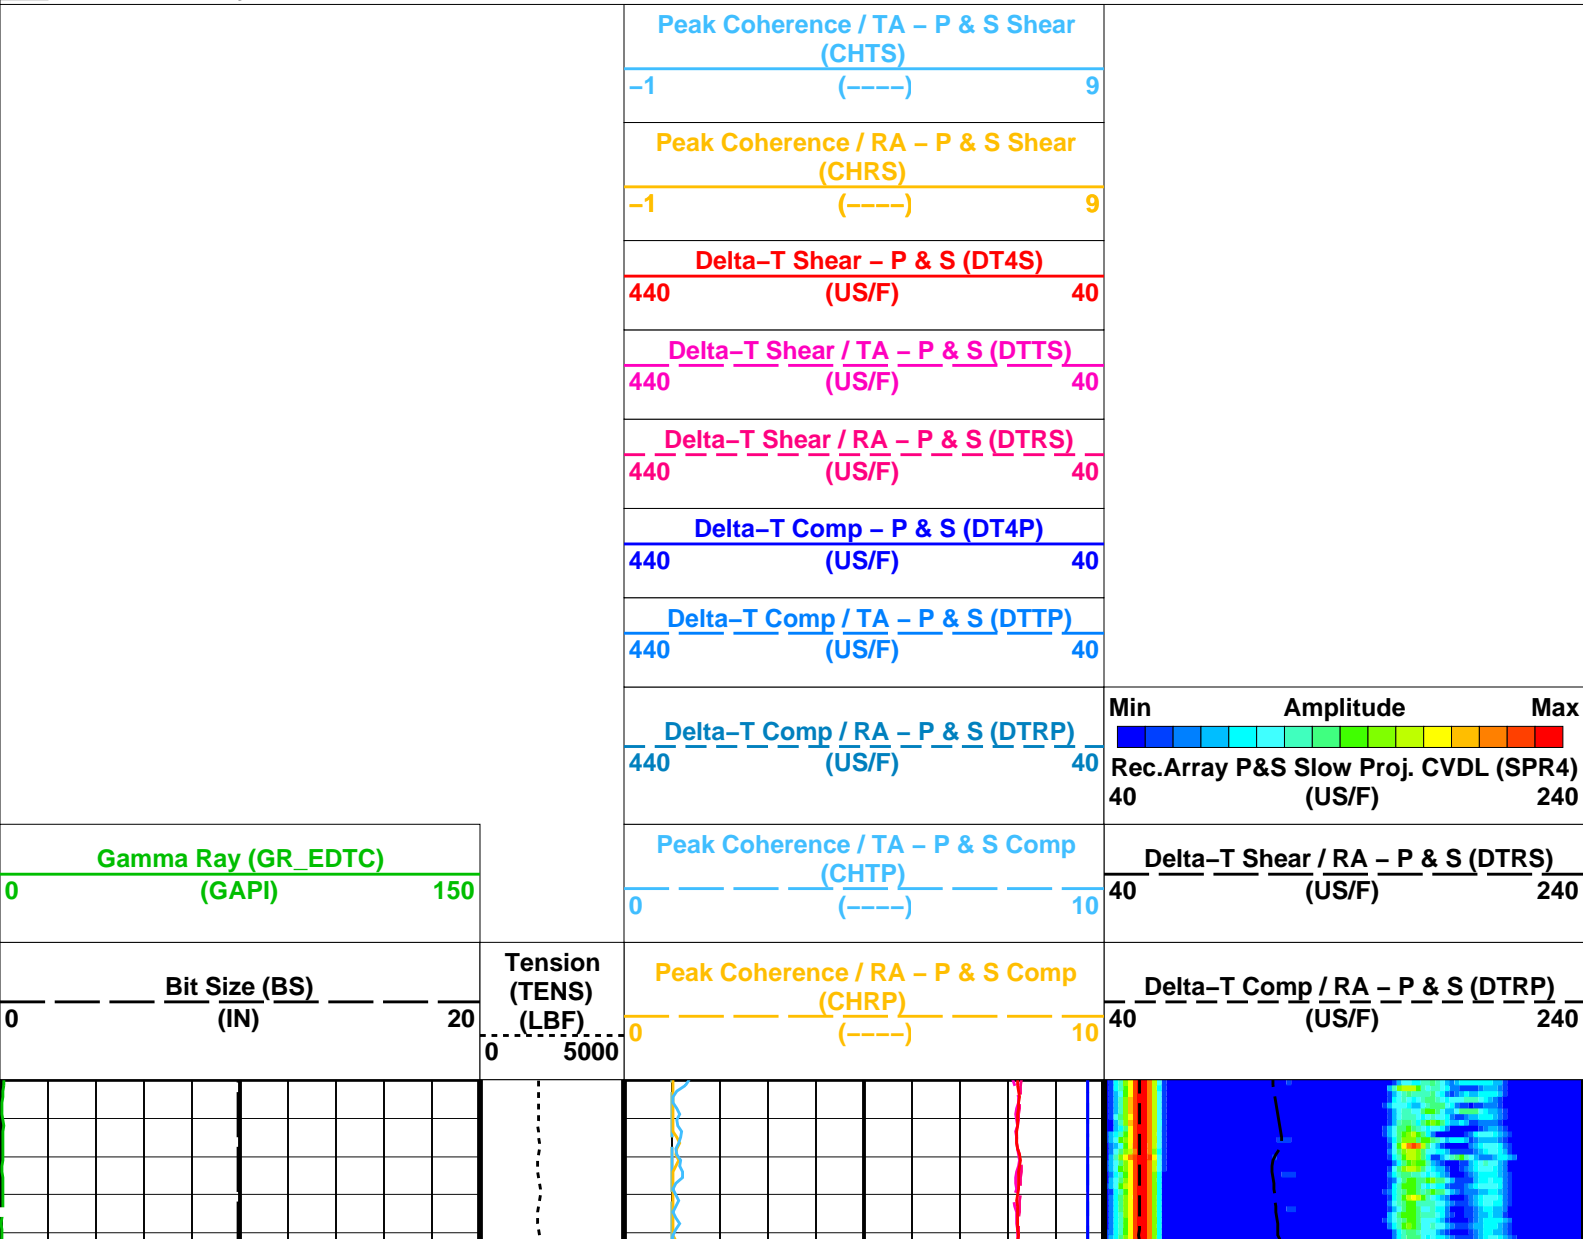 Peak Coherence / TA – P & S Shear
(CHTS)
–1 (––––) 9
Peak Coherence / RA – P & S Shear
(CHRS)
–1 (––––) 9
Delta–T Shear – P & S (DT4S)
440 (US/F) 40
Delta–T Shear / TA – P & S (DTTS)
440 (US/F) 40
Delta–T Shear / RA – P & S (DTRS)
440 (US/F) 40
Delta–T Comp – P & S (DT4P)
440 (US/F) 40
Delta–T Comp / TA – P & S (DTTP)
440 (US/F) 40
Delta–T Comp / RA – P & S (DTRP)
440 (US/F) 40
Min Amplitude Max
Rec.Array P&S Slow Proj. CVDL (SPR4)
40 (US/F) 240
Gamma Ray (GR_EDTC)
0 (GAPI) 150
Peak Coherence / TA – P & S Comp
(CHTP)
0 (––––) 10
Delta–T Shear / RA – P & S (DTRS)
40 (US/F) 240
Bit Size (BS)
0 (IN) 20
Tension
(TENS)
(LBF)
0 5000
Peak Coherence / RA – P & S Comp
(CHRP)
0 (––––) 10
Delta–T Comp / RA – P & S (DTRP)
40 (US/F) 240